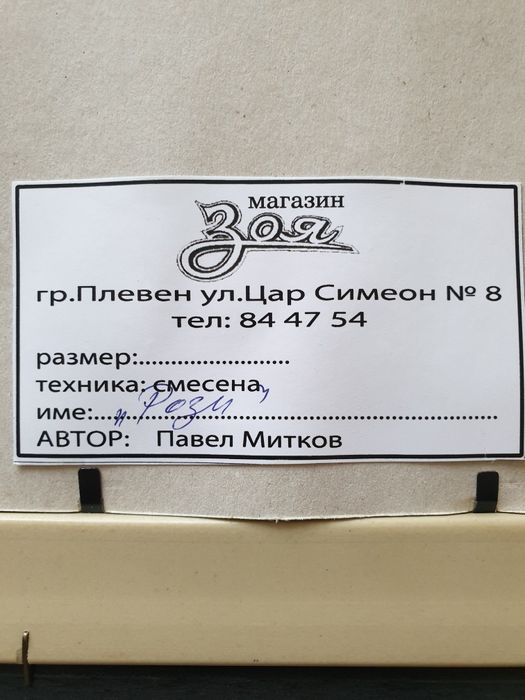 магазин
Зоя
гр.Плевен ул.Цар Симеон № 8
тел: 84 47 54
размер:........................
техника: смесена
име:..."Рози"..........................................
АВТОР: Павел Митков